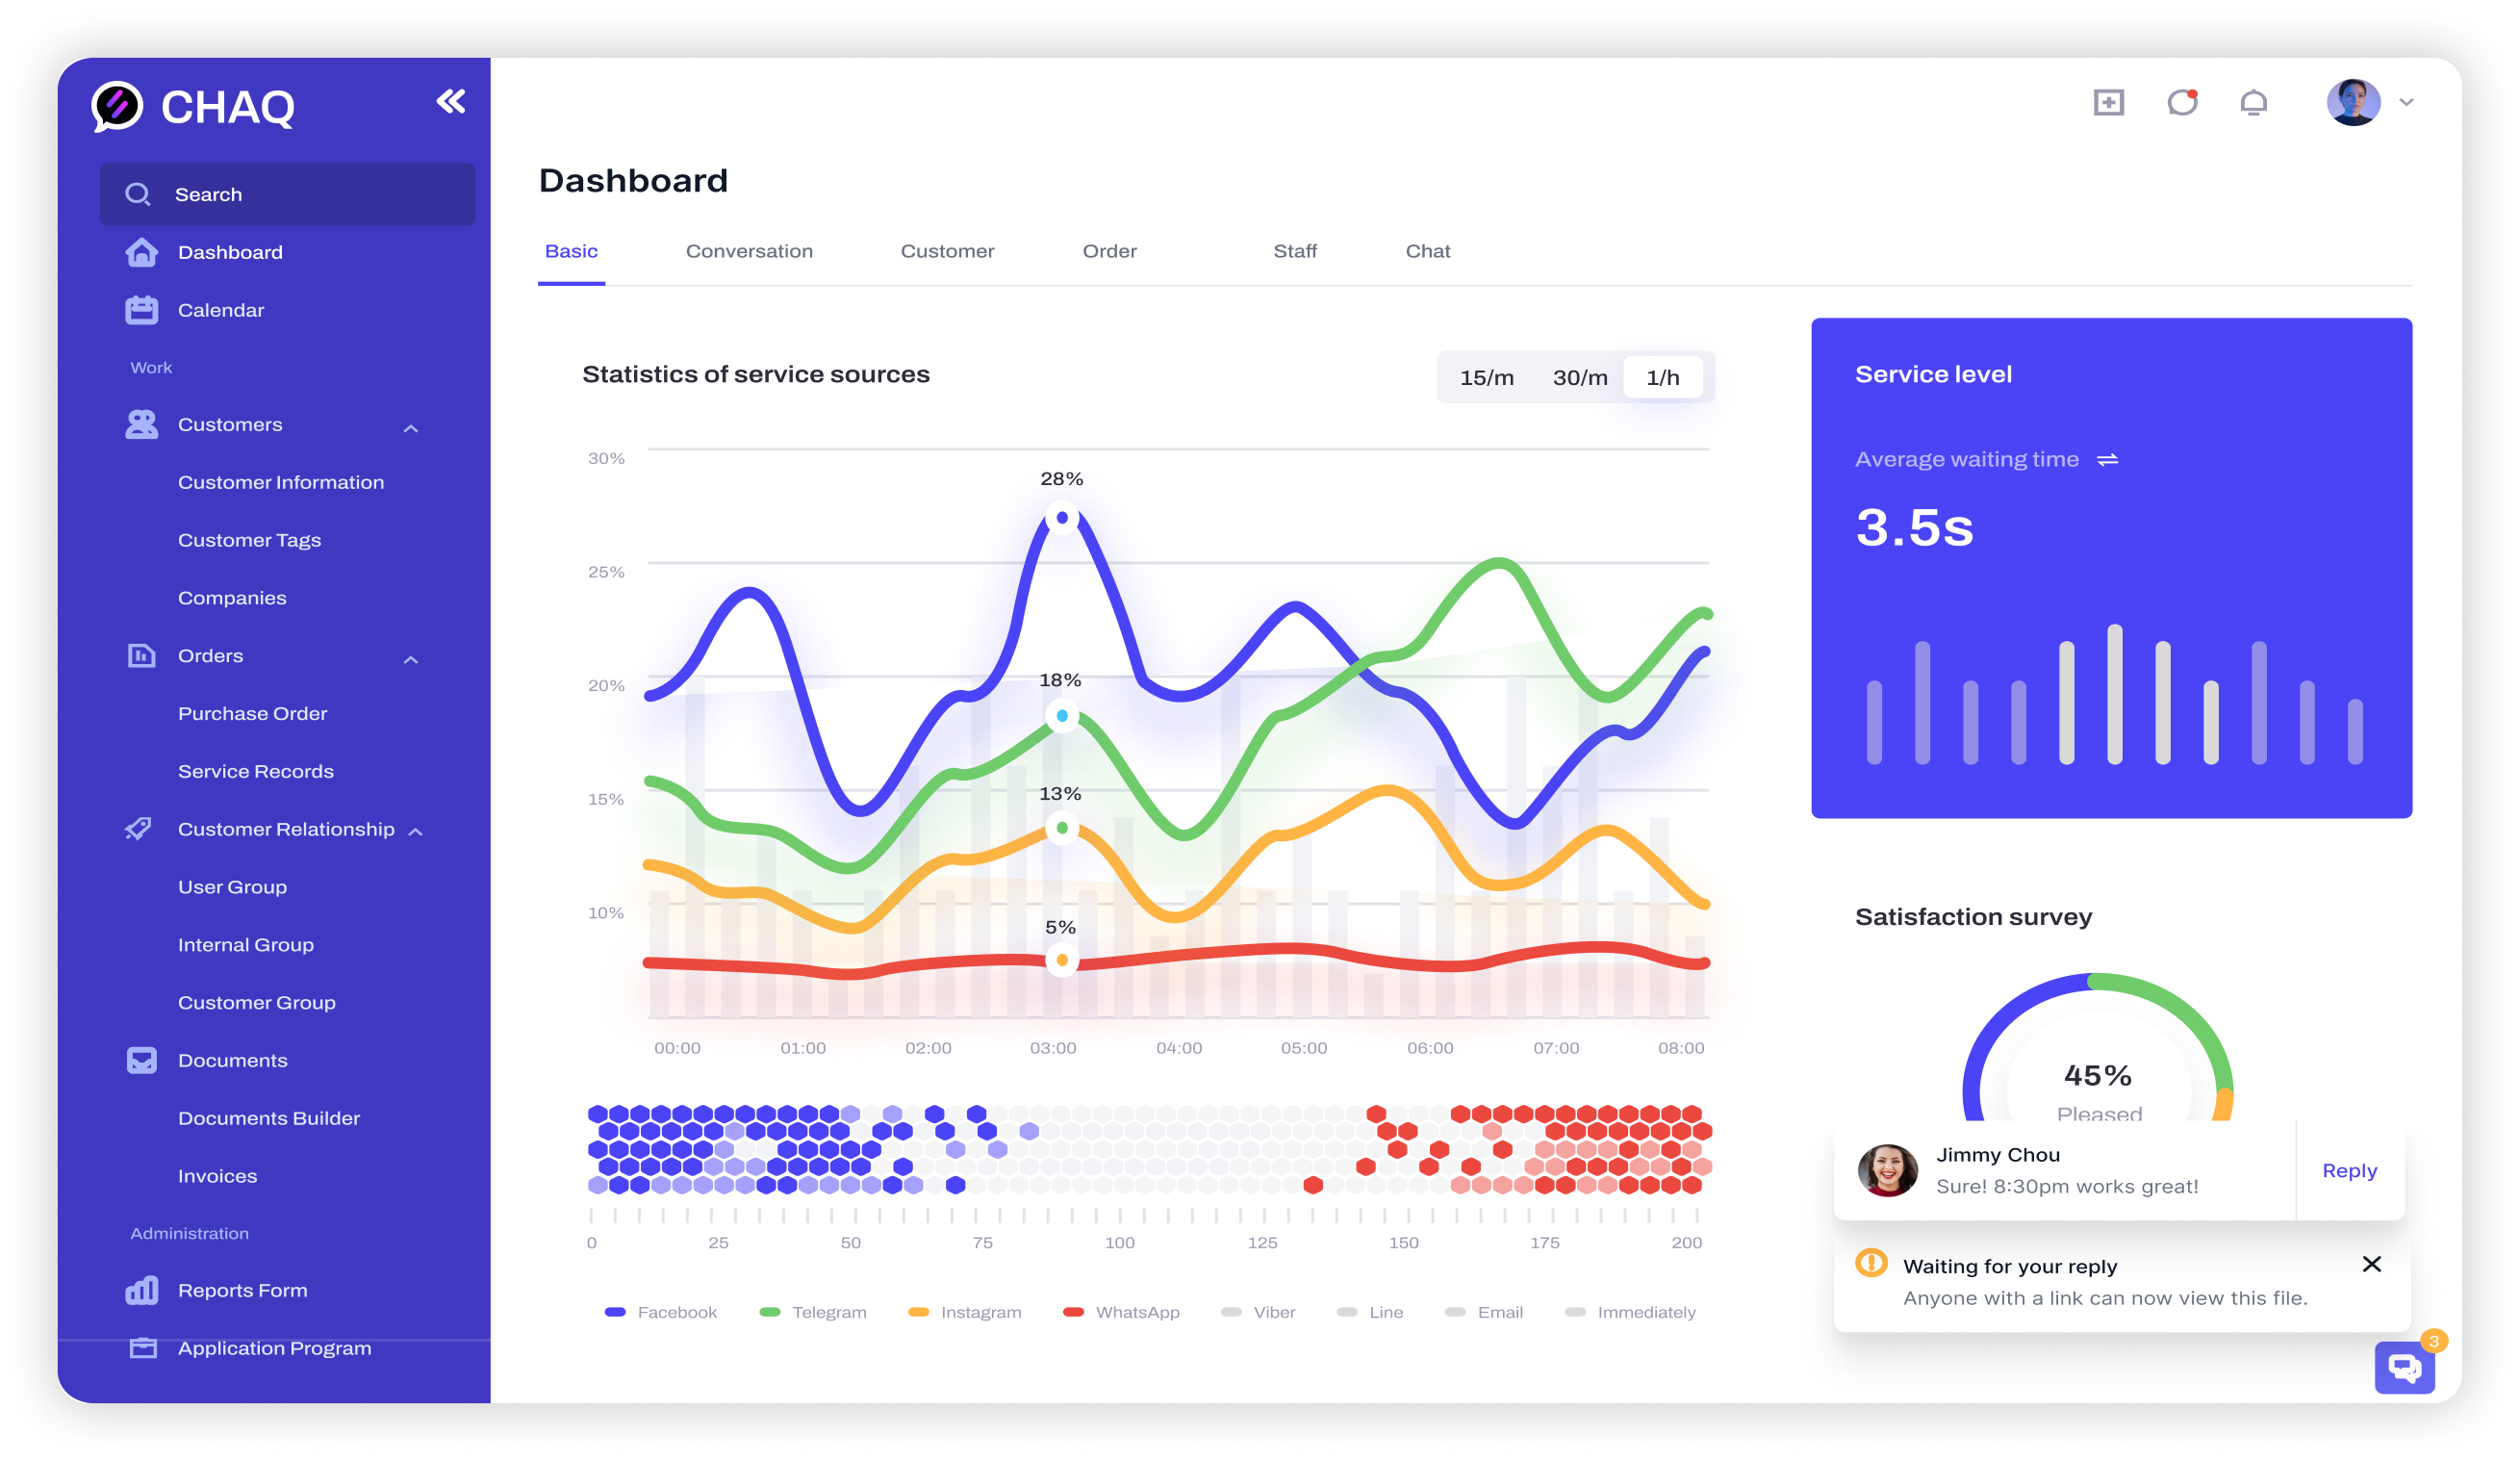 CHAQ
Search
Dashboard
Calendar
Work
Customers
Customer Information
Customer Tags
Companies
Orders
Purchase Order
Service Records
Customer Relationship
User Group
Internal Group
Customer Group
Documents
Documents Builder
Invoices
Administration
Reports Form
Application Program
Dashboard
Basic Conversation Customer Order Staff Chat
Statistics of service sources
15/m 30/m 1/h
30%
28%
25%
20%
18%
15%
13%
10%
5%
00:00 01:00 02:00 03:00 04:00 05:00 06:00 07:00 08:00
0 25 50 75 100 125 150 175 200
Facebook Telegram Instagram WhatsApp Viber Line Email Immediately
Service level
Average waiting time
3.5s
Satisfaction survey
45%
Pleased
Jimmy Chou
Sure! 8:30pm works great!
Reply
Waiting for your reply
Anyone with a link can now view this file.
3